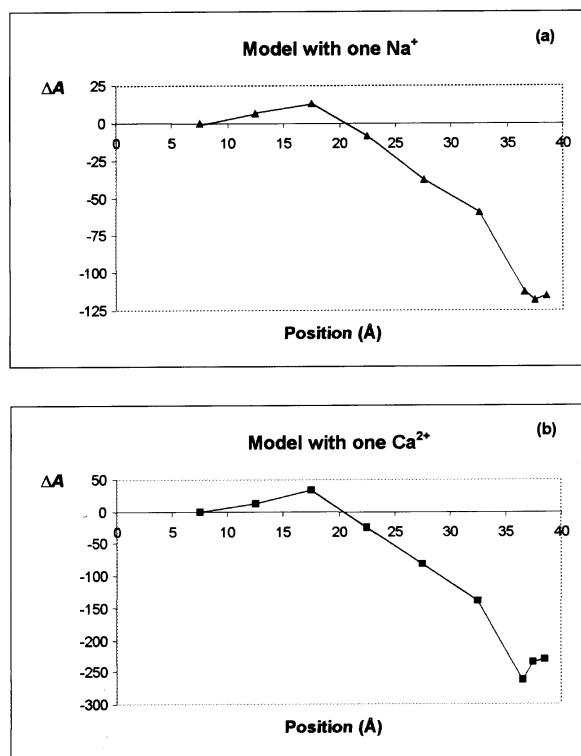 (a)
Model with one Na⁺
ΔA
25
0
-25
-50
-75
-100
-125
0 5 10 15 20 25 30 35 40
Position (Å)
(b)
Model with one Ca²⁺
ΔA
50
0
-50
-100
-150
-200
-250
-300
0 5 10 15 20 25 30 35 40
Position (Å)